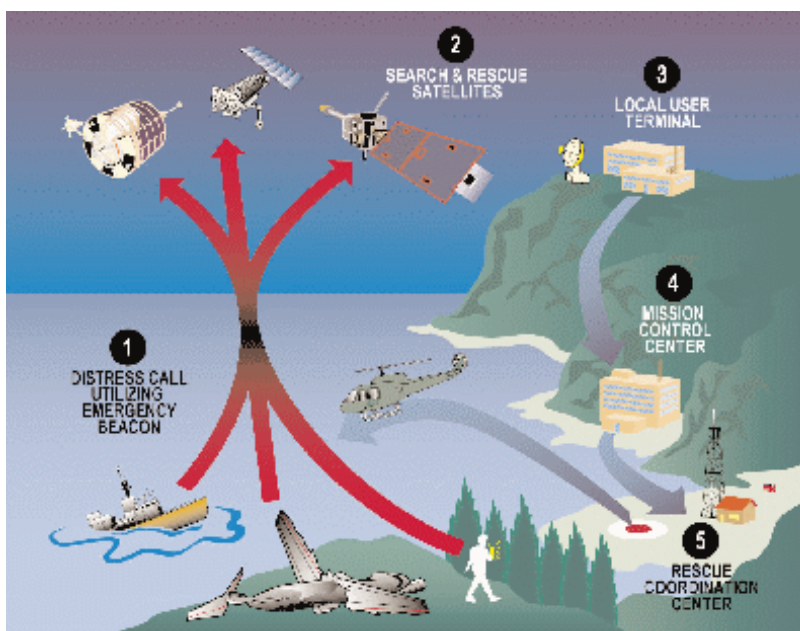 1
DISTRESS CALL
UTILIZING
EMERGENCY
BEACON
2
SEARCH & RESCUE
SATELLITES
3
LOCAL USER
TERMINAL
4
MISSION
CONTROL
CENTER
5
RESCUE
COORDINATION
CENTER